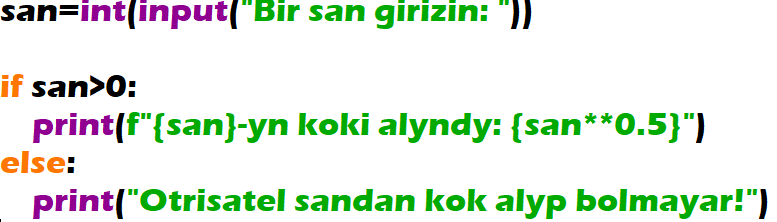 san=int(input("Bir san girizin: "))
if san>0:
print(f"{san}-yn koki alyndy: {san**0.5}")
else:
print("Otrisatel sandan kok alyp bolmayar!")